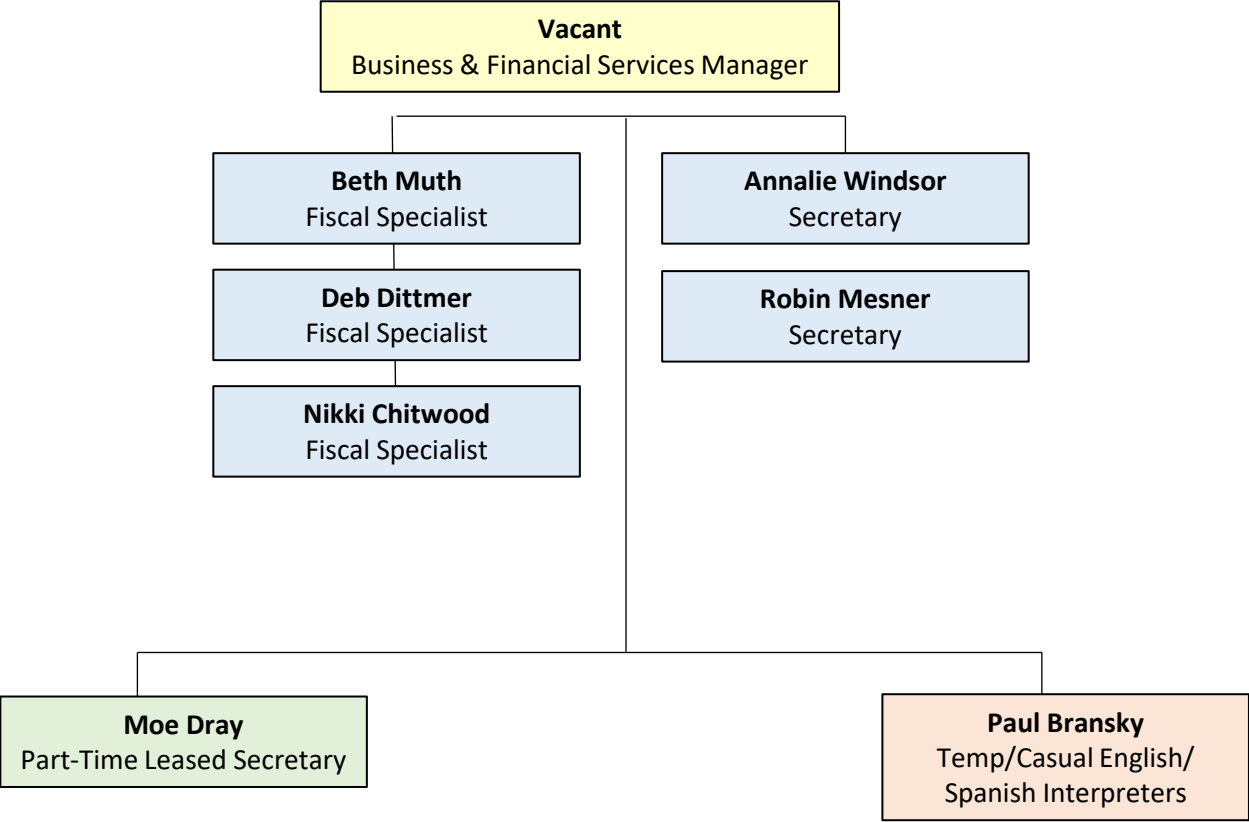 Vacant
Business & Financial Services Manager
Beth Muth
Fiscal Specialist
Annalie Windsor
Secretary
Deb Dittmer
Fiscal Specialist
Robin Mesner
Secretary
Nikki Chitwood
Fiscal Specialist
Moe Dray
Part-Time Leased Secretary
Paul Bransky
Temp/Casual English/
Spanish Interpreters